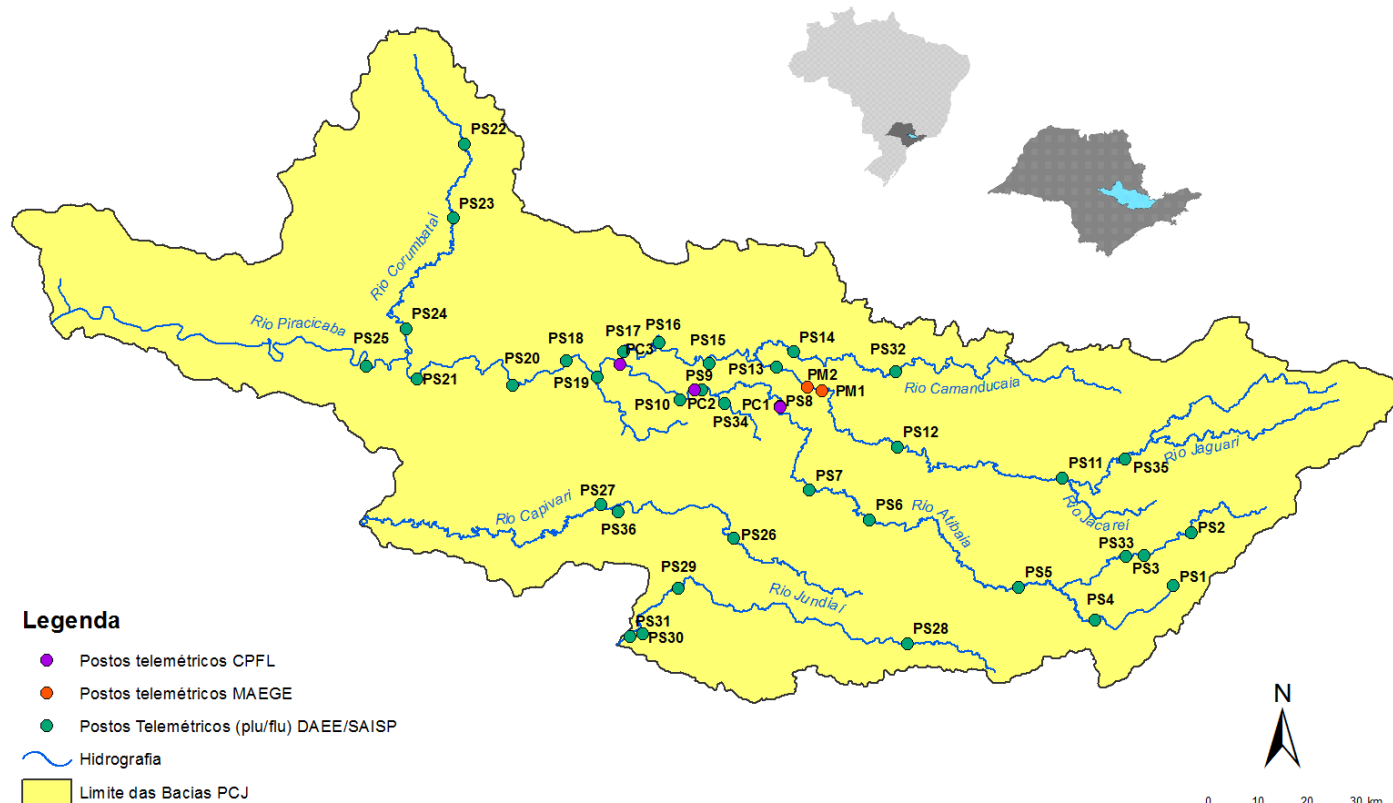 PS22
PS23
Rio Corumbataí
PS24
Rio Piracicaba
PS25
PS21
PS20
PS18
PS17
PC3
PS16
PS19
PS15
PS9
PS10
PC2
PS34
PS14
PS13
PM2
PM1
PC1
PS8
PS32
Rio Camanducaia
PS12
PS11
PS35
Rio Jaguari
Rio Jacareí
PS7
PS6
Rio Atibaia
PS2
PS33
PS3
PS1
PS5
PS4
PS27
Rio Capivari
PS36
PS26
PS29
Rio Jundiaí
PS28
PS31
PS30
Legenda
Postos telemétricos CPFL
Postos telemétricos MAEGE
Postos Telemétricos (plu/flu) DAEE/SAISP
Hidrografia
Limite das Bacias PCJ
N
0 10 20 30 km